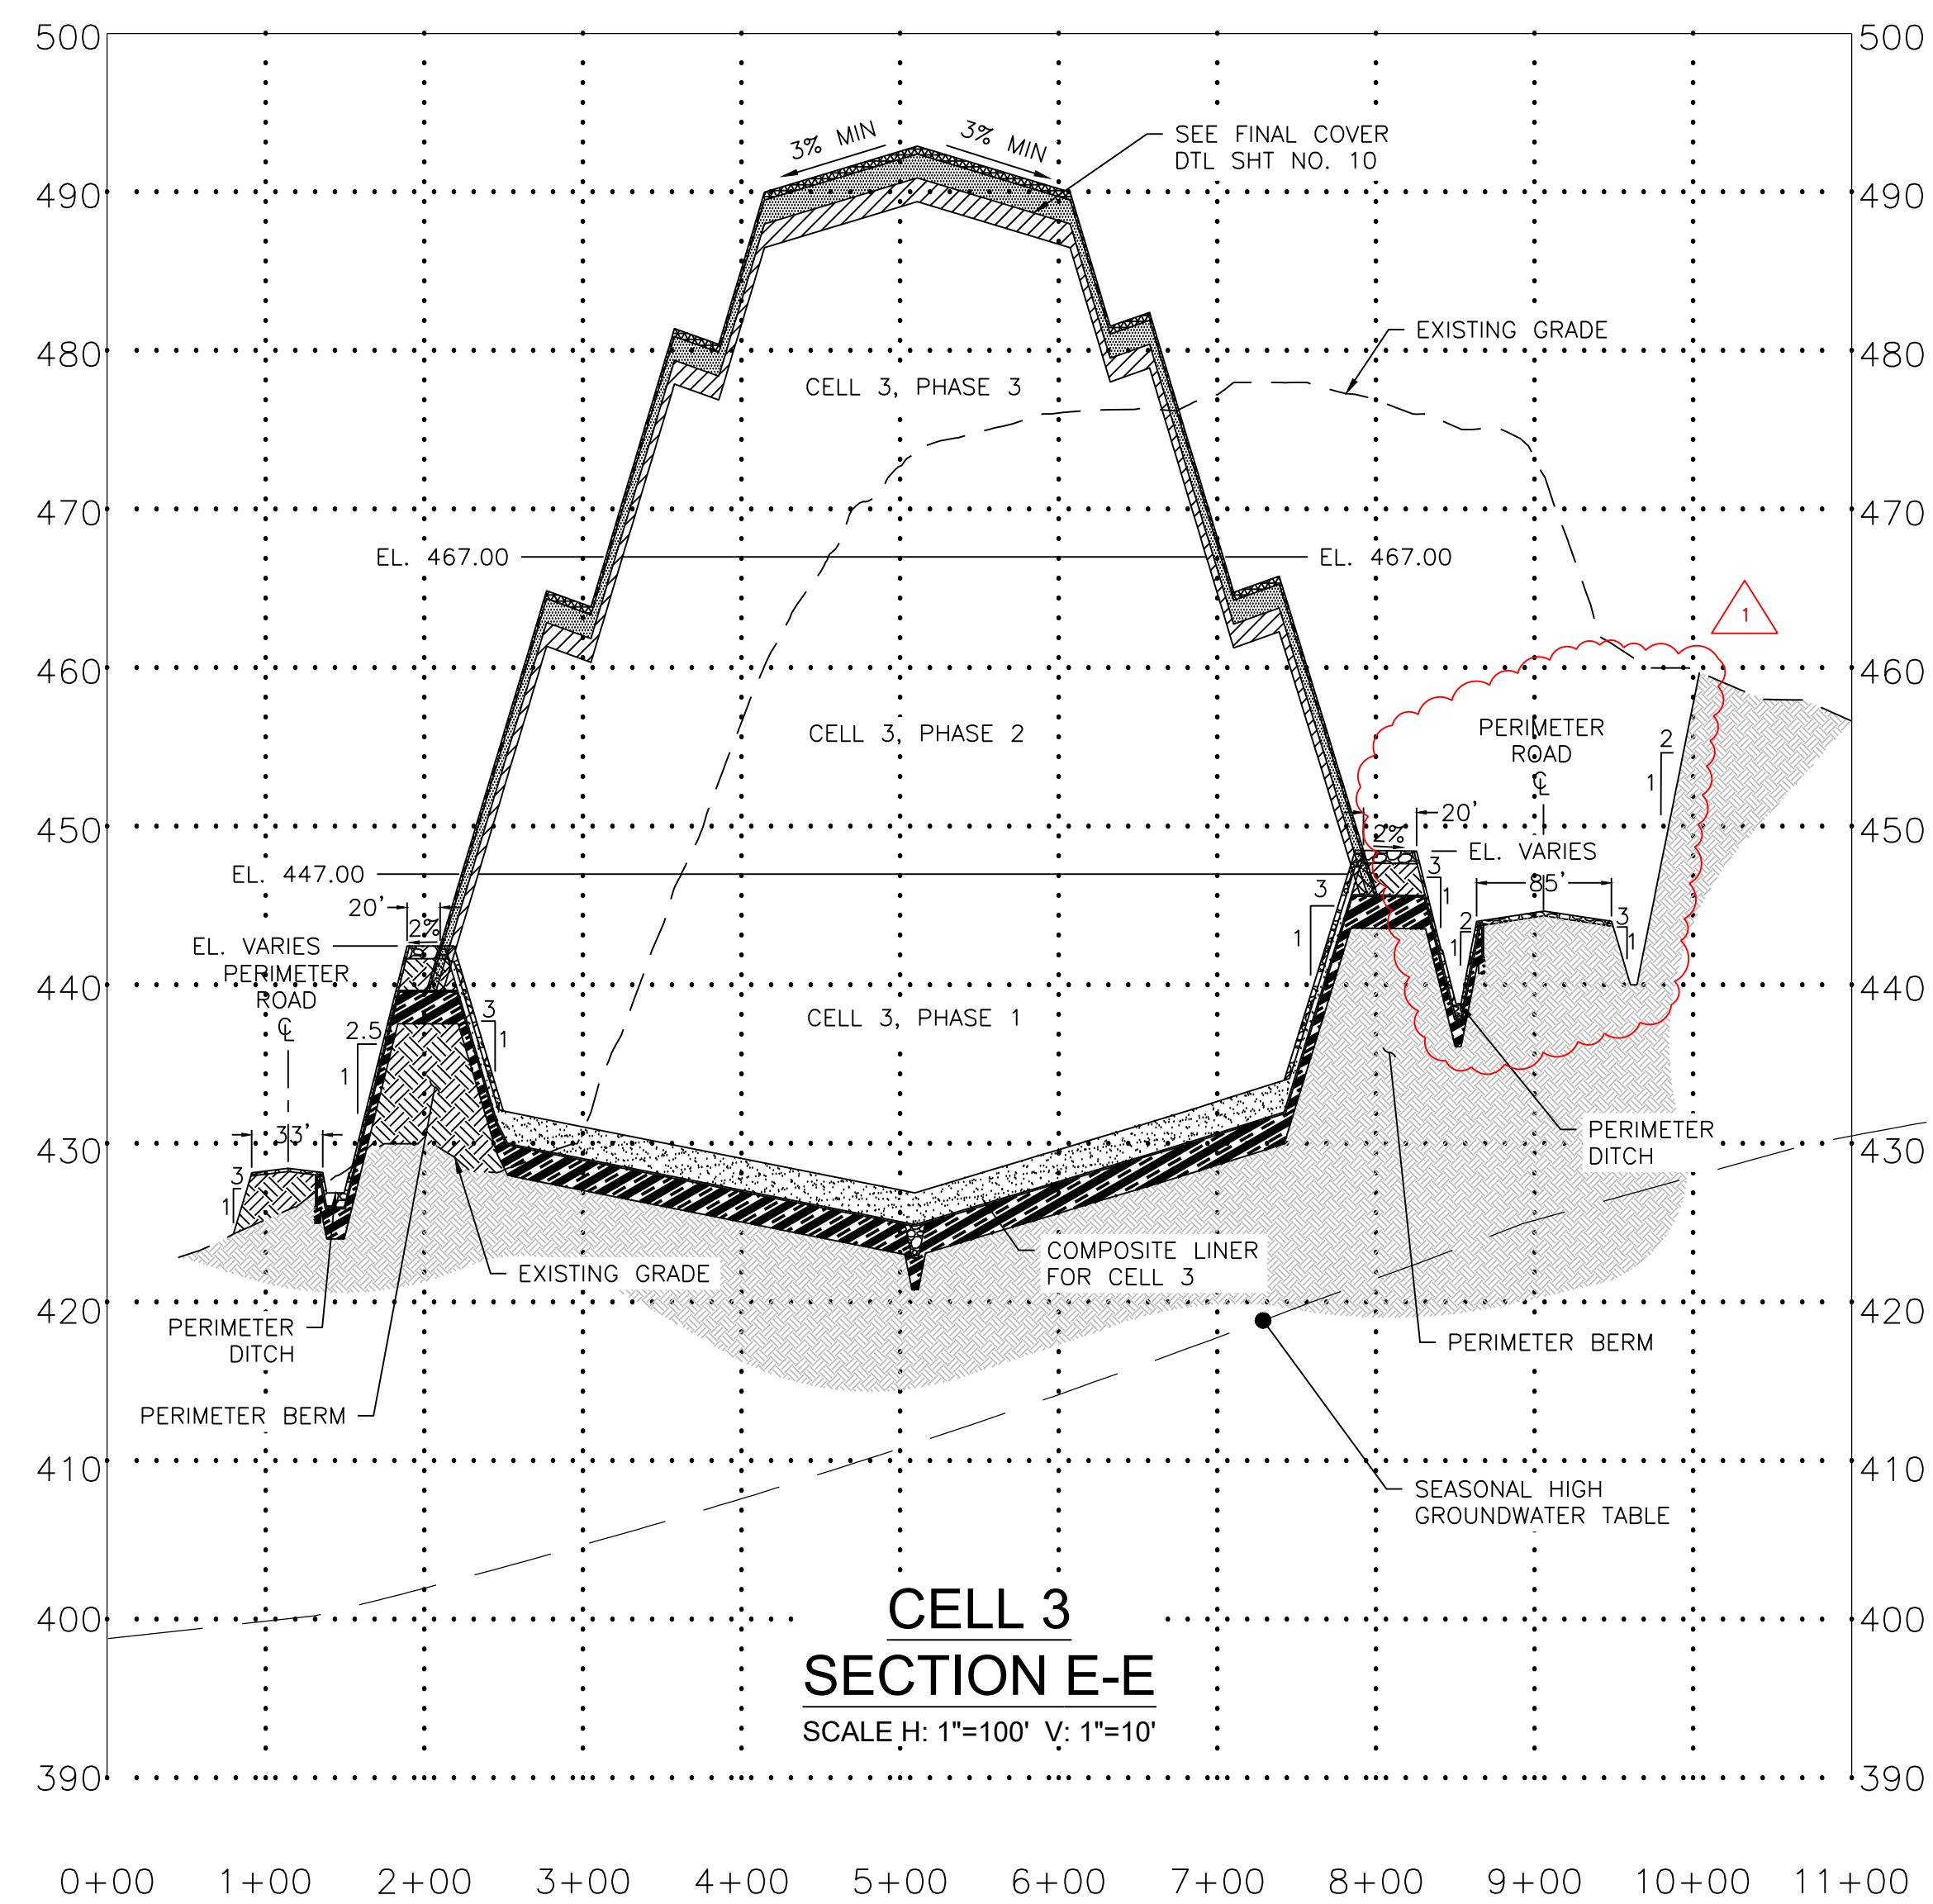 500
500
3% MIN
3% MIN
SEE FINAL COVER
DTL SHT NO. 10
490
490
EXISTING GRADE
480
480
CELL 3, PHASE 3
470
470
EL. 467.00
EL. 467.00
1
460
460
CELL 3, PHASE 2
PERIMETER
ROAD
℄
2
1
450
450
20'
2%
EL. VARIES
EL. 447.00
3
1
3
1
85'
20'
2%
EL. VARIES
2
1
3
1
PERIMETER
ROAD
℄
440
440
CELL 3, PHASE 1
2.5
1
3
1
33'
430
430
PERIMETER
DITCH
3
1
COMPOSITE LINER
FOR CELL 3
EXISTING GRADE
420
420
PERIMETER
DITCH
PERIMETER BERM
PERIMETER BERM
410
410
SEASONAL HIGH
GROUNDWATER TABLE
400
400
CELL 3
SECTION E-E
SCALE H: 1"=100' V: 1"=10'
390
390
0+00 1+00 2+00 3+00 4+00 5+00 6+00 7+00 8+00 9+00 10+00 11+00